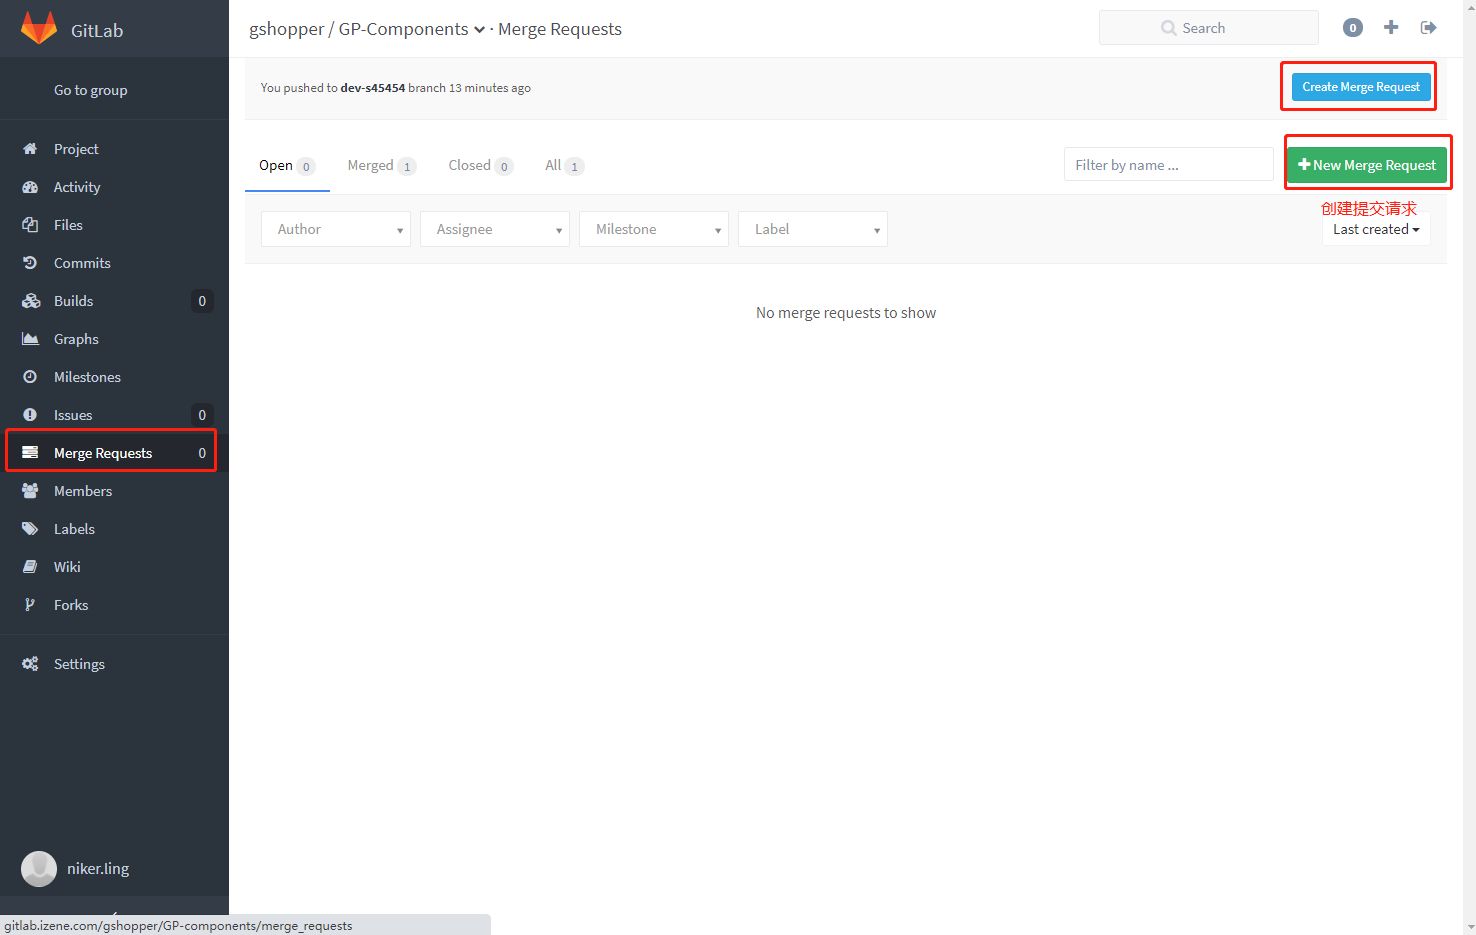 GitLab
gshopper / GP-Components · Merge Requests
Search
0
Go to group
You pushed to dev-s45454 branch 13 minutes ago
Create Merge Request
Project
Activity
Files
Commits
Builds 0
Graphs
Milestones
Issues 0
Merge Requests 0
Members
Labels
Wiki
Forks
Settings
Open 0
Merged 1
Closed 0
All 1
Filter by name ...
New Merge Request
创建提交请求
Author
Assignee
Milestone
Label
Last created
No merge requests to show
niker.ling
gitlab.izene.com/gshopper/GP-components/merge_requests